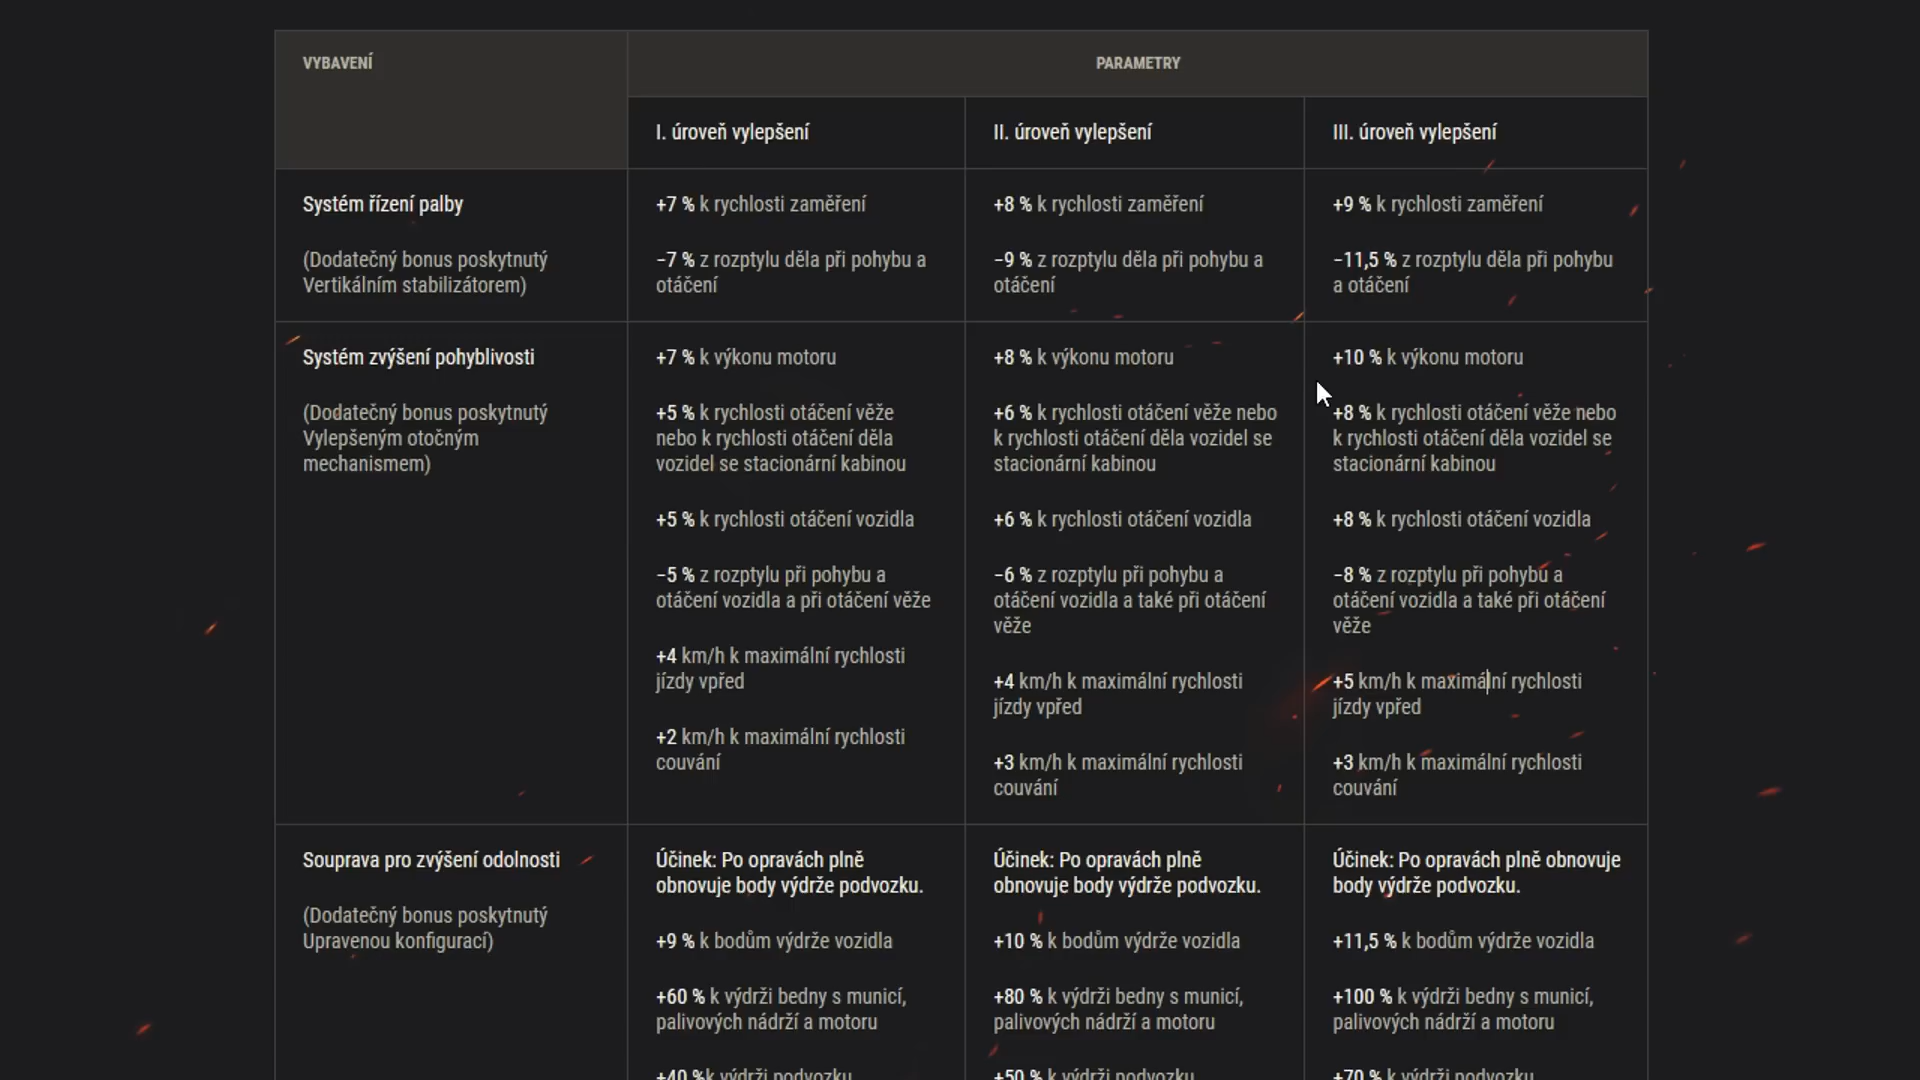 VYBAVENÍ
PARAMETRY
I. úroveň vylepšení
II. úroveň vylepšení
III. úroveň vylepšení
Systém řízení palby
(Dodatečný bonus poskytnutý
Vertikálním stabilizátorem)
+7 % k rychlosti zaměření
−7 % z rozptylu děla při pohybu a
otáčení
+8 % k rychlosti zaměření
−9 % z rozptylu děla při pohybu a
otáčení
+9 % k rychlosti zaměření
−11,5 % z rozptylu děla při pohybu
a otáčení
Systém zvýšení pohyblivosti
(Dodatečný bonus poskytnutý
Vylepšeným otočným
mechanismem)
+7 % k výkonu motoru
+5 % k rychlosti otáčení věže
nebo k rychlosti otáčení děla
vozidel se stacionární kabinou
+5 % k rychlosti otáčení vozidla
−5 % z rozptylu při pohybu a
otáčení vozidla a při otáčení věže
+4 km/h k maximální rychlosti
jízdy vpřed
+2 km/h k maximální rychlosti
couvání
+8 % k výkonu motoru
+6 % k rychlosti otáčení věže nebo
k rychlosti otáčení děla vozidel se
stacionární kabinou
+6 % k rychlosti otáčení vozidla
−6 % z rozptylu při pohybu a
otáčení vozidla a také při otáčení
věže
+4 km/h k maximální rychlosti
jízdy vpřed
+3 km/h k maximální rychlosti
couvání
+10 % k výkonu motoru
+8 % k rychlosti otáčení věže nebo
k rychlosti otáčení děla vozidel se
stacionární kabinou
+8 % k rychlosti otáčení vozidla
−8 % z rozptylu při pohybu a
otáčení vozidla a také při otáčení
věže
+5 km/h k maximální rychlosti
jízdy vpřed
+3 km/h k maximální rychlosti
couvání
Souprava pro zvýšení odolnosti
(Dodatečný bonus poskytnutý
Upravenou konfigurací)
Účinek: Po opravách plně
obnovuje body výdrže podvozku.
+9 % k bodům výdrže vozidla
+60 % k výdrži bedny s municí,
palivových nádrží a motoru
+40 %k výdrži podvozku
Účinek: Po opravách plně
obnovuje body výdrže podvozku.
+10 % k bodům výdrže vozidla
+80 % k výdrži bedny s municí,
palivových nádrží a motoru
+50 % k výdrži podvozku
Účinek: Po opravách plně obnovuje
body výdrže podvozku.
+11,5 % k bodům výdrže vozidla
+100 % k výdrži bedny s municí,
palivových nádrží a motoru
+70 % k výdrži podvozku